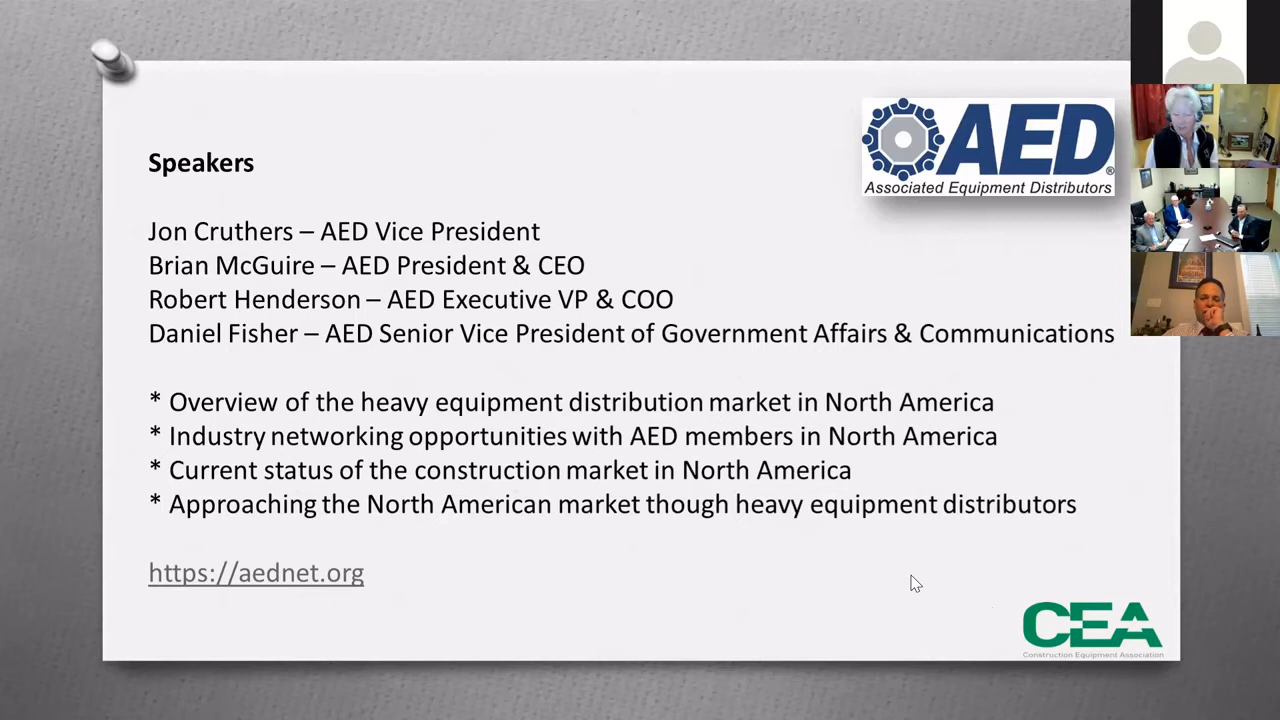 Speakers
AED
®
Associated Equipment Distributors
Jon Cruthers – AED Vice President
Brian McGuire – AED President & CEO
Robert Henderson – AED Executive VP & COO
Daniel Fisher – AED Senior Vice President of Government Affairs & Communications
* Overview of the heavy equipment distribution market in North America
* Industry networking opportunities with AED members in North America
* Current status of the construction market in North America
* Approaching the North American market though heavy equipment distributors
https://aednet.org
CEA
Construction Equipment Association